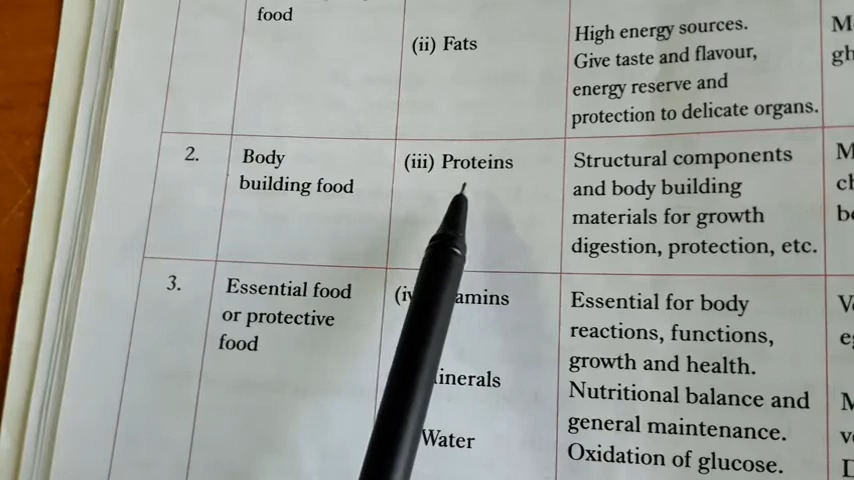 food
(ii) Fats
High energy sources.
Give taste and flavour,
energy reserve and
protection to delicate organs.
2.
Body
building food
(iii) Proteins
Structural components
and body building
materials for growth
digestion, protection, etc.
3.
Essential food
or protective
food
amins
inerals
Water
Essential for body
reactions, functions,
growth and health.
Nutritional balance and
general maintenance.
Oxidation of glucose.